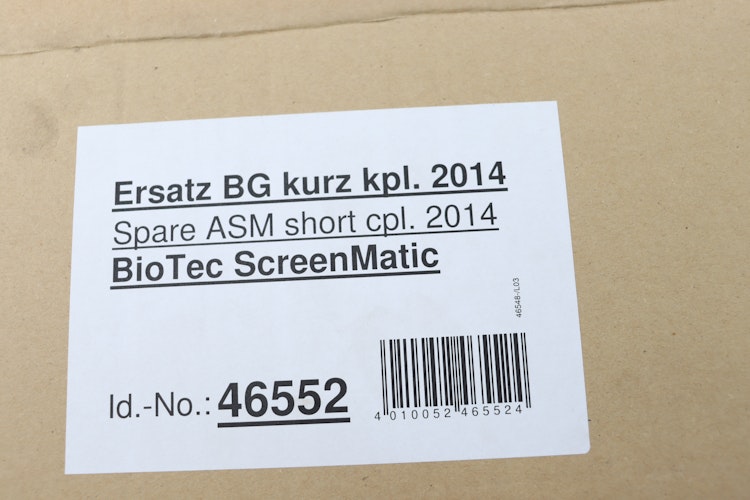 Ersatz BG kurz kpl. 2014
Spare ASM short cpl. 2014
BioTec ScreenMatic
46548-/L03
Id.-No.: 46552
4 010052 465524